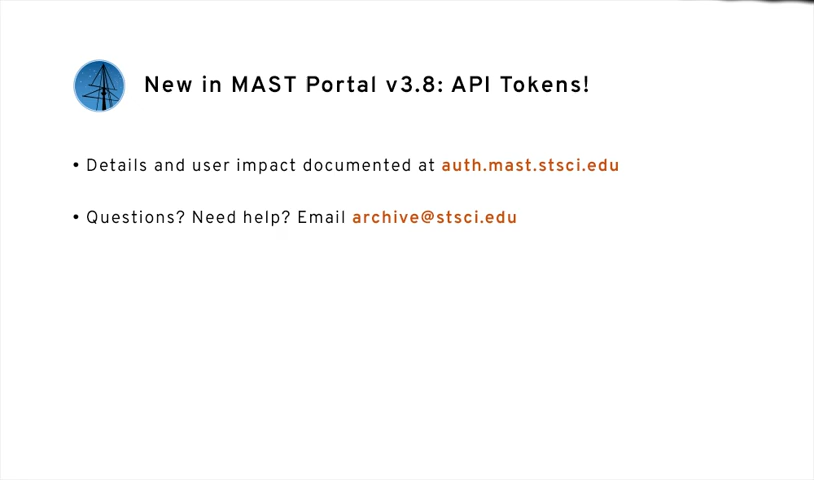 New in MAST Portal v3.8: API Tokens!
• Details and user impact documented at auth.mast.stsci.edu
• Questions? Need help? Email archive@stsci.edu